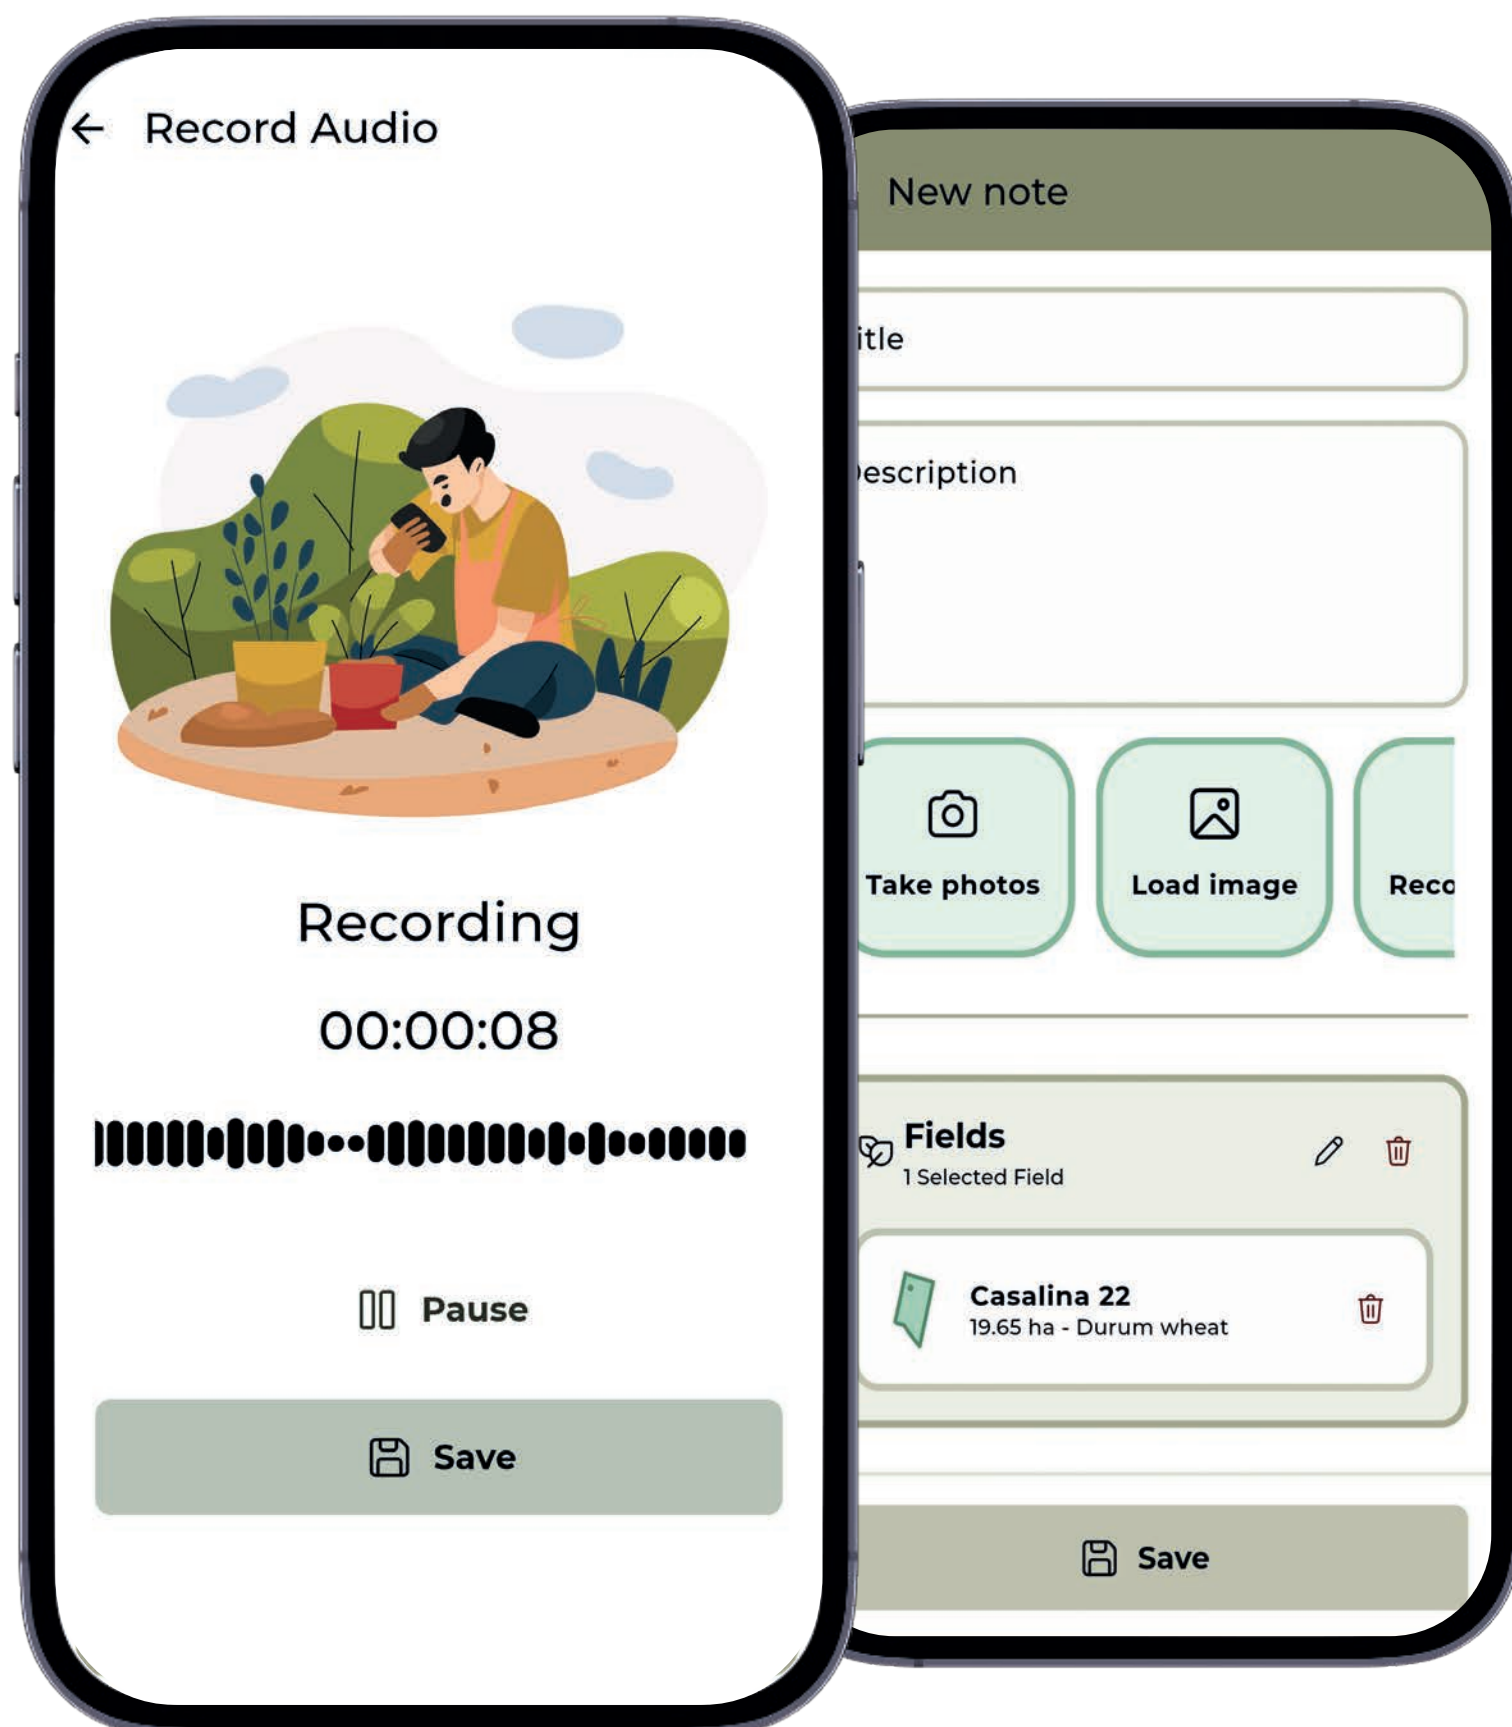 Record Audio
Recording
00:00:08
Pause
Save
New note
itle
escription
Take photos
Load image
Reco
Fields
1 Selected Field
Casalina 22
19.65 ha - Durum wheat
Save